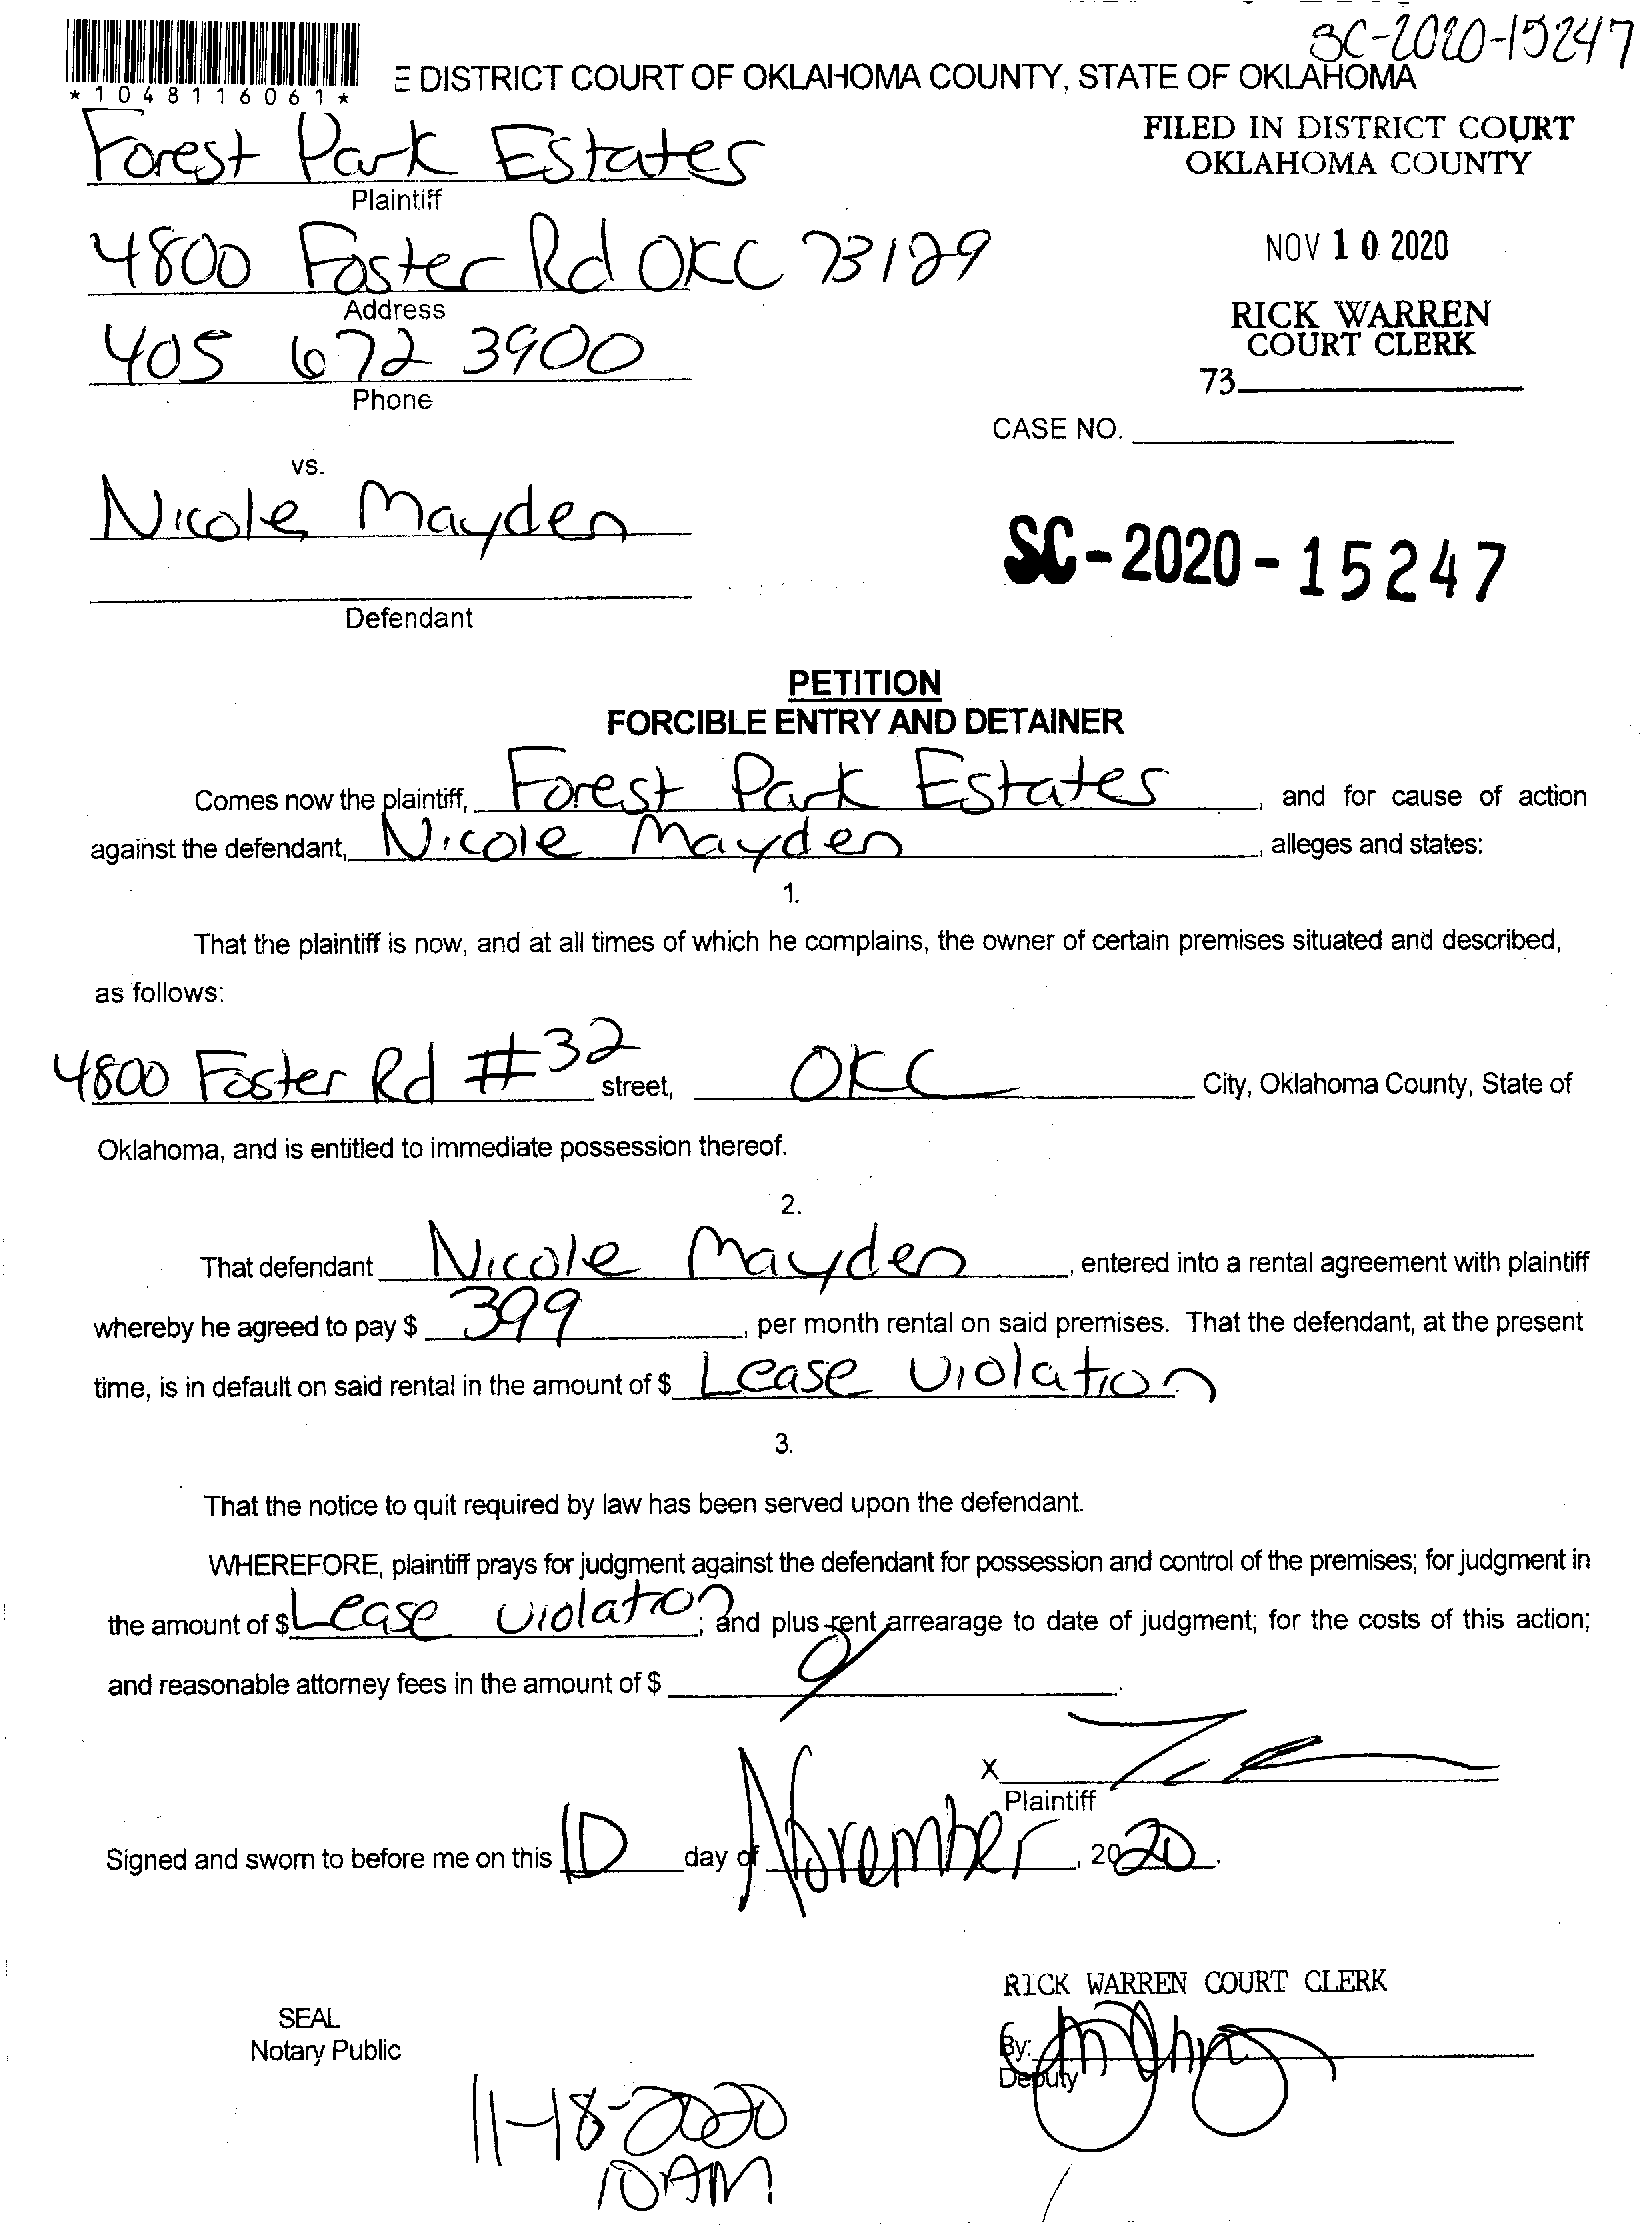 SC-2020-15247
*1048116061*
E DISTRICT COURT OF OKLAHOMA COUNTY, STATE OF OKLAHOMA
Forest Park Estates
Plaintiff
FILED IN DISTRICT COURT
OKLAHOMA COUNTY
4800 Foster Rd OKC 73129
Address
NOV 10 2020
405 672 3900
Phone
RICK WARREN
COURT CLERK
73
CASE NO.
vs.
Nicole Mayden
SC-2020-15247
Defendant
PETITION
FORCIBLE ENTRY AND DETAINER
Comes now the plaintiff, Forest Park Estates, and for cause of action
against the defendant, Nicole Mayden, alleges and states:
1.
That the plaintiff is now, and at all times of which he complains, the owner of certain premises situated and described,
as follows:
4800 Foster Rd #32 street, OKC City, Oklahoma County, State of
Oklahoma, and is entitled to immediate possession thereof.
2.
That defendant Nicole Mayden, entered into a rental agreement with plaintiff
whereby he agreed to pay $ 399, per month rental on said premises. That the defendant, at the present
time, is in default on said rental in the amount of $ Lease Violation
3.
That the notice to quit required by law has been served upon the defendant.
WHEREFORE, plaintiff prays for judgment against the defendant for possession and control of the premises; for judgment in
the amount of $ Lease Violation; and plus rent arrearage to date of judgment; for the costs of this action;
and reasonable attorney fees in the amount of $
X
Plaintiff
Signed and sworn to before me on this 10 day of November, 2020.
RICK WARREN COURT CLERK
SEAL
Notary Public
By:
Deputy
11-18-2020
10AM